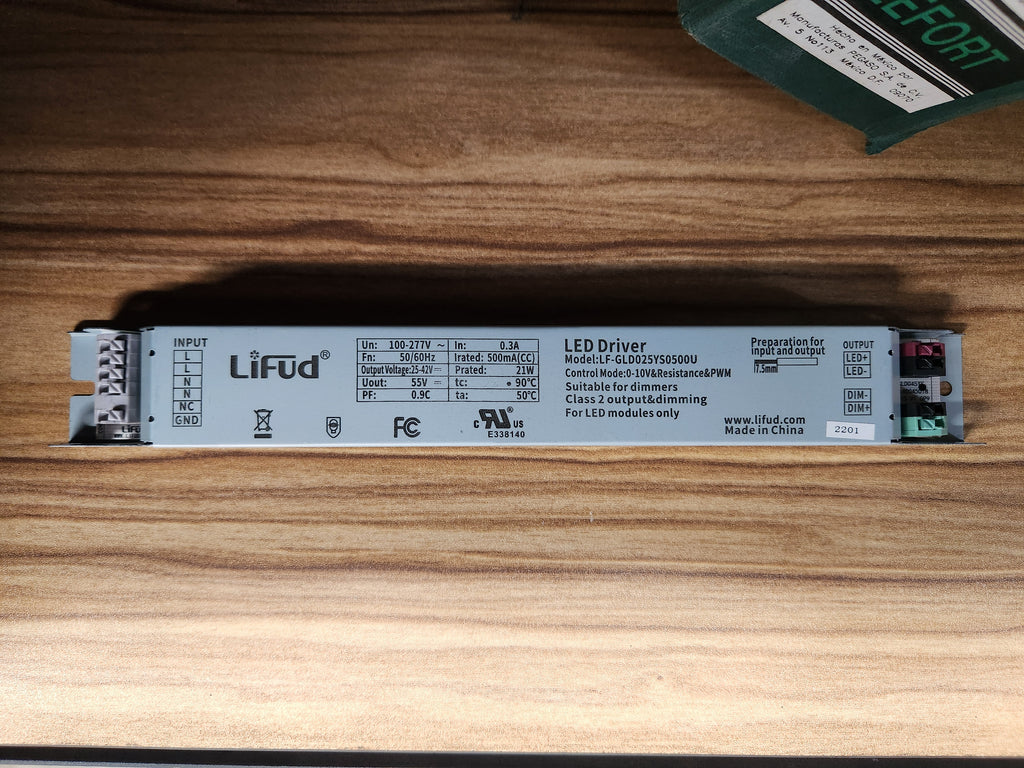 EEFORT
Hecho en México por
Manufacturas PEGASO S.A. de C.V.
Av. 5 No 113 México D.F. 09070
INPUT
L
L
N
N
NC
GND
LiFud®
Un: 100-277V ~ In: 0.3A
Fn: 50/60Hz Irated: 500mA(CC)
Output Voltage:25-42V⎓ Prated: 21W
Uout: 55V⎓ tc: ● 90℃
PF: 0.9C ta: 50℃
FC
c RU® US
E338140
LED Driver
Model:LF-GLD025YS0500U
Control Mode:0-10V&Resistance&PWM
Suitable for dimmers
Class 2 output&dimming
For LED modules only
Preparation for
input and output
7.5mm
www.lifud.com
Made in China
2201
OUTPUT
LED+
LED-
DIM-
DIM+